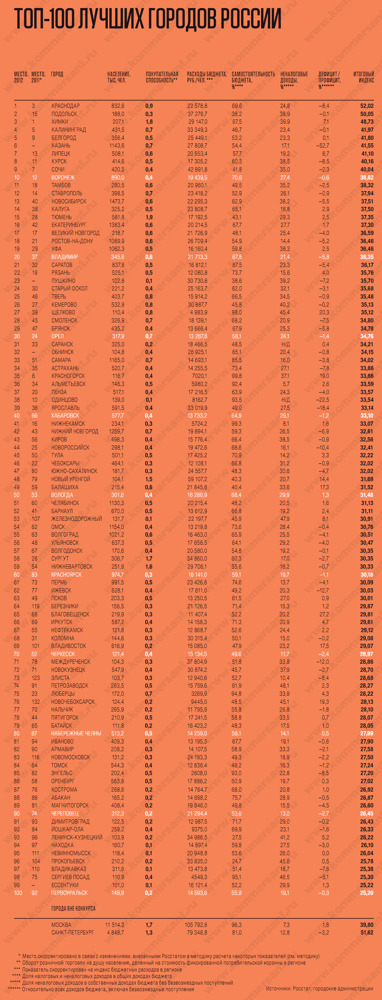 ТОП-100 ЛУЧШИХ ГОРОДОВ РОССИИ
МЕСТО, 2012 МЕСТО, 2011* ГОРОД НАСЕЛЕНИЕ, ТЫС. ЧЕЛ. ПОКУПАТЕЛЬНАЯ СПОСОБНОСТЬ** РАСХОДЫ БЮДЖЕТА, РУБ./ЧЕЛ. *** САМОСТОЯТЕЛЬНОСТЬ БЮДЖЕТА, %**** НЕНАЛОГОВЫЕ ДОХОДЫ, %***** ДЕФИЦИТ / ПРОФИЦИТ, %****** ИТОГОВЫЙ ИНДЕКС
1 3 КРАСНОДАР 832,6 0,9 22 578,8 69,6 24,8 –8,4 52,02
2 15 ПОДОЛЬСК 188,0 0,3 37 276,7 38,2 38,9 –0,1 50,05
3 1 ХИМКИ 207,1 1,8 29 147,0 67,5 39,9 7,1 48,73
4 5 КАЛИНИНГРАД 431,5 0,7 33 349,3 46,7 23,4 –0,1 41,97
5 9 БЕЛГОРОД 356,4 0,5 25 449,1 53,2 23,3 0,1 41,80
6 – КАЗАНЬ 1143,6 0,7 27 808,7 54,4 17,1 –52,7 41,55
7 13 ЛИПЕЦК 508,1 0,6 20 553,4 57,7 19,2 6,7 41,10
8 11 КУРСК 414,6 0,5 17 305,2 60,3 38,5 –8,5 40,16
9 7 СОЧИ 420,5 0,4 42 891,8 41,8 35,0 –2,3 40,04
10 12 ВОРОНЕЖ 890,0 0,4 19 439,5 70,6 27,4 –0,6 38,62
11 18 ТАМБОВ 280,5 0,6 20 960,1 49,5 35,2 –2,5 38,32
12 14 СТАВРОПОЛЬ 398,5 0,7 23 418,2 52,9 26,1 –0,9 37,94
13 40 НОВОСИБИРСК 1473,7 0,6 22 295,3 62,9 38,2 –5,5 37,51
14 38 КАЛУГА 325,2 0,5 23 808,7 65,1 18,8 2,9 37,50
15 28 ТЮМЕНЬ 581,8 1,9 17 192,5 43,1 29,3 2,5 37,35
16 42 ЕКАТЕРИНБУРГ 1383,4 0,6 20 214,5 67,7 27,7 1,7 37,30
17 17 ВЕЛИКИЙ НОВГОРОД 218,7 0,6 21 726,9 48,1 25,4 –4,0 36,59
18 21 РОСТОВ-НА-ДОНУ 1089,9 0,6 26 709,4 54,9 14,4 –5,2 36,46
19 29 УФА 1062,3 0,5 16 160,4 59,8 38,3 2,5 36,46
20 37 ВЛАДИМИР 345,6 0,6 21 713,3 67,8 21,4 –5,8 36,35
21 32 САРАТОВ 837,8 0,5 16 812,1 67,5 23,3 –5,4 36,17
22 19 РЯЗАНЬ 525,1 0,5 12 080,8 73,7 15,6 4,0 35,76
23 – ПУШКИНО 102,8 0,1 30 730,8 38,6 39,2 –7,2 35,70
24 30 СТАРЫЙ ОСКОЛ 221,2 0,4 25 163,7 62,0 32,1 –3,1 35,68
25 46 ТВЕРЬ 403,7 0,8 15 914,2 66,5 34,5 –0,9 35,48
26 27 КЕМЕРОВО 532,9 0,8 30 887,7 45,8 40,2 –0,2 35,13
27 39 ЩЕЛКОВО 110,4 0,8 4 983,9 98,0 45,4 20,3 35,12
28 45 СМОЛЕНСК 326,9 0,7 18 139,1 68,2 20,9 –7,5 34,80
29 47 БРЯНСК 435,2 0,4 13 666,4 67,9 25,3 –5,8 34,78
30 24 ОРЕЛ 317,9 0,7 13 287,6 58,1 24,1 –1,4 34,76
31 33 САРАНСК 325,0 0,2 18 466,5 48,5 Н/Д 0,4 34,21
32 – ОБНИНСК 104,8 0,4 26 925,1 65,1 20,4 –0,8 34,15
33 51 САМАРА 1165,0 0,7 14 693,1 85,5 16,0 –3,8 34,02
34 35 АСТРАХАНЬ 520,7 0,4 14 255,5 73,4 27,1 –7,8 33,86
35 6 КРАСНОГОРСК 116,7 0,4 7020,1 99,8 37,1 19,0 33,66
36 34 АЛЬМЕТЬЕВСК 146,3 0,5 5980,2 92,4 5,7 2,6 33,59
37 20 ПЕНЗА 517,1 0,4 17 216,5 63,9 24,3 –4,0 33,57
38 10 ОДИНЦОВО 139,0 0,1 8162,7 93,5 Н/Д –22,5 33,54
39 36 ЯРОСЛАВЛЬ 591,5 0,4 33 019,9 49,0 27,5 –18,4 33,14
40 66 ХАБАРОВСК 577,7 0,4 13 733,2 64,9 29,1 –1,2 33,10
41 16 НИЖНЕКАМСК 234,1 0,3 5724,2 99,3 8,1 1,6 33,07
42 43 НИЖНИЙ НОВГОРОД 1259,7 0,7 19 894,1 59,3 26,5 –6,9 32,61
43 56 КИРОВ 498,3 0,4 15 776,4 66,4 38,5 –0,9 32,56
44 25 НОВОРОССИЙСК 298,1 0,4 19 472,6 68,6 16,1 –10,4 32,41
45 50 ТУЛА 501,1 0,5 17 425,2 70,9 14,2 3,3 32,22
46 22 ЧЕБОКСАРЫ 464,1 0,3 12 108,1 66,8 31,2 –0,9 32,02
47 80 ЮЖНО-САХАЛИНСК 181,7 0,3 24 557,7 48,3 30,6 –4,7 32,02
48 79 НОВЫЙ УРЕНГОЙ 104,1 1,5 59 107,2 40,3 20,7 14,4 31,69
49 59 БАЛАШИХА 215,4 0,6 21 845,6 40,4 33,6 17,3 31,52
50 53 ВОЛОГДА 301,6 0,4 16 286,9 68,4 29,9 1,3 31,48
51 60 ЧЕЛЯБИНСК 1130,3 0,5 20 215,4 48,2 20,5 1,6 31,13
52 41 БАРНАУЛ 670,0 0,5 13 612,9 66,8 19,2 2,4 31,11
53 107 ЖЕЛЕЗНОДОРОЖНЫЙ 131,7 0,1 22 197,7 45,9 47,9 8,1 30,91
54 62 ОМСК 1154,0 0,4 13 219,8 73,6 28,4 –0,4 30,76
55 63 ВОЛГОГРАД 1021,2 0,6 16 463,0 65,9 25,5 –4,1 30,51
56 48 УЛЬЯНОВСК 637,3 0,5 17 656,5 64,1 29,2 –4,0 30,47
57 67 ВОЛГОДОНСК 170,6 0,4 20 580,0 54,8 19,2 –0,1 30,35
58 26 СУРГУТ 306,7 1,7 34 860,0 60,3 17,0 –2,7 30,35
59 54 НИЖНЕВАРТОВСК 251,9 1,6 29 706,1 55,6 16,2 –0,7 30,33
60 83 КРАСНОЯРСК 974,7 0,3 16 141,0 59,1 19,7 –1,1 30,16
61 73 ПЕРМЬ 991,5 0,5 23 426,8 74,6 13,7 –4,1 30,09
62 77 ИЖЕВСК 628,1 0,4 17 611,0 49,2 20,3 –12,7 30,03
63 49 ПСКОВ 203,3 0,5 13 250,5 61,5 27,0 0,9 30,01
64 119 БЕРЕЗНИКИ 156,5 0,3 21 126,5 71,4 15,3 1,2 29,87
65 68 БЛАГОВЕЩЕНСК 219,9 0,3 11 407,4 52,2 20,2 27,2 29,81
66 69 ИРКУТСК 587,2 0,4 14 158,3 71,3 20,9 4,7 29,61
67 55 НЕФТЕКАМСК 121,8 0,3 12 868,7 52,6 24,4 2,2 29,12
68 31 КОЛОМНА 144,6 0,3 30 315,4 50,1 15,0 –0,2 29,08
69 101 ВЛАДИВОСТОК 616,9 0,2 15 085,0 47,9 23,2 17,5 29,07
70 52 ЧЕРКЕССК 121,4 0,4 15 134,5 49,6 11,7 –2,4 28,97
71 78 МЕЖДУРЕЧЕНСК 104,3 0,3 37 804,9 51,8 33,8 –12,0 28,86
72 71 НОВОКУЗНЕЦК 547,9 0,4 30 874,2 45,7 37,9 –2,7 28,70
73 123 ЭЛИСТА 103,7 0,3 12 940,6 52,7 10,4 –8,4 28,68
74 91 ПЕТРОЗАВОДСК 263,5 0,5 15 759,6 61,9 48,1 2,3 28,27
75 23 ЛЮБЕРЦЫ 172,0 0,7 3269,9 94,8 33,9 4,3 28,22
76 132 НОВОЧЕБОКСАРСК 124,4 0,2 9445,0 48,5 45,1 19,3 28,13
77 70 НАЛЬЧИК 265,9 0,2 11 795,9 55,8 26,8 –1,8 28,10
78 44 ПЯТИГОРСК 210,9 0,5 17 241,5 58,8 33,5 0,7 28,07
79 65 БАТАЙСК 111,8 0,2 16 423,2 48,3 17,5 1,0 28,05
80 87 НАБЕРЕЖНЫЕ ЧЕЛНЫ 513,2 0,5 14 259,0 58,1 14,1 0,5 27,99
81 94 ИВАНОВО 409,3 0,4 13 195,3 67,7 19,1 –0,6 27,90
82 90 АРМАВИР 208,2 0,3 14 107,5 58,9 33,3 –2,1 27,58
83 116 НОВОМОСКОВСК 131,2 0,3 24 183,3 49,3 18,9 –2,2 27,50
84 64 ТОМСК 544,3 0,4 12 836,4 49,2 16,3 –1,2 27,24
85 82 ЭНГЕЛЬС 202,4 0,5 2608,0 93,0 22,8 –8,5 27,20
86 58 ОРЕНБУРГ 563,8 0,5 17 886,2 50,9 19,7 0,3 27,02
87 76 КОСТРОМА 268,6 0,2 14 764,7 68,0 20,8 1,0 26,92
88 86 АБАКАН 165,2 0,2 14 698,2 75,7 28,9 –0,5 26,87
89 81 МАГНИТОГОРСК 408,4 0,2 19 646,0 49,8 15,5 –4,5 26,60
90 74 ЧЕРЕПОВЕЦ 312,3 0,2 21 294,4 53,6 13,0 –2,7 26,45
91 93 ДИМИТРОВГРАД 122,5 0,2 12 987,5 71,7 29,0 –0,2 26,43
92 84 ЙОШКАР-ОЛА 259,2 0,4 9375,0 69,9 23,1 –1,6 26,33
93 96 ЛЕНИНСК-КУЗНЕЦКИЙ 103,9 0,2 34 986,5 27,5 41,2 5,2 26,22
94 97 НАХОДКА 160,7 0,1 14 897,4 59,8 27,5 –3,0 26,10
95 111 НЕВИННОМЫССК 118,4 0,1 20 948,8 53,6 26,0 0,0 26,04
96 104 ПРОКОПЬЕВСК 210,2 0,2 33 835,0 24,7 45,6 0,5 25,78
97 110 ВЛАДИКАВКАЗ 311,6 0,1 13 473,8 51,4 18,7 –7,8 25,38
98 75 СЕРГИЕВ ПОСАД 110,9 0,4 4549,3 95,1 46,5 –5,1 25,30
99 – ЕССЕНТУКИ 101,0 0,1 16 121,4 52,2 29,9 1,3 25,22
100 92 ПЕРВОУРАЛЬСК 148,9 0,2 14 593,6 55,8 19,1 –0,3 25,20
ГОРОДА ВНЕ КОНКУРСА
МОСКВА 11 514,3 1,7 105 792,6 96,3 7,3 1,8 39,80
САНКТ-ПЕТЕРБУРГ 4 848,7 1,3 79 346,8 81,0 12,8 –3,2 51,62
* Место скорректировано в связи с изменениями, внесенными Росстатом в методику расчета некоторых показателей (см. методику)
** Оборот розничной торговли на душу населения, деленный на стоимость фиксированной потребительской корзины в регионе
*** Показатель скорректирован на индекс бюджетных расходов в регионе
**** Доля налоговых и неналоговых доходов в общих доходах бюджета
***** Доля неналоговых доходов в собственных доходах бюджета без безвозмездных поступлений
****** Относительно всех доходов бюджета, включая безвозмездные поступления
Источники: Росстат, городские администрации
www.kommersant.ru